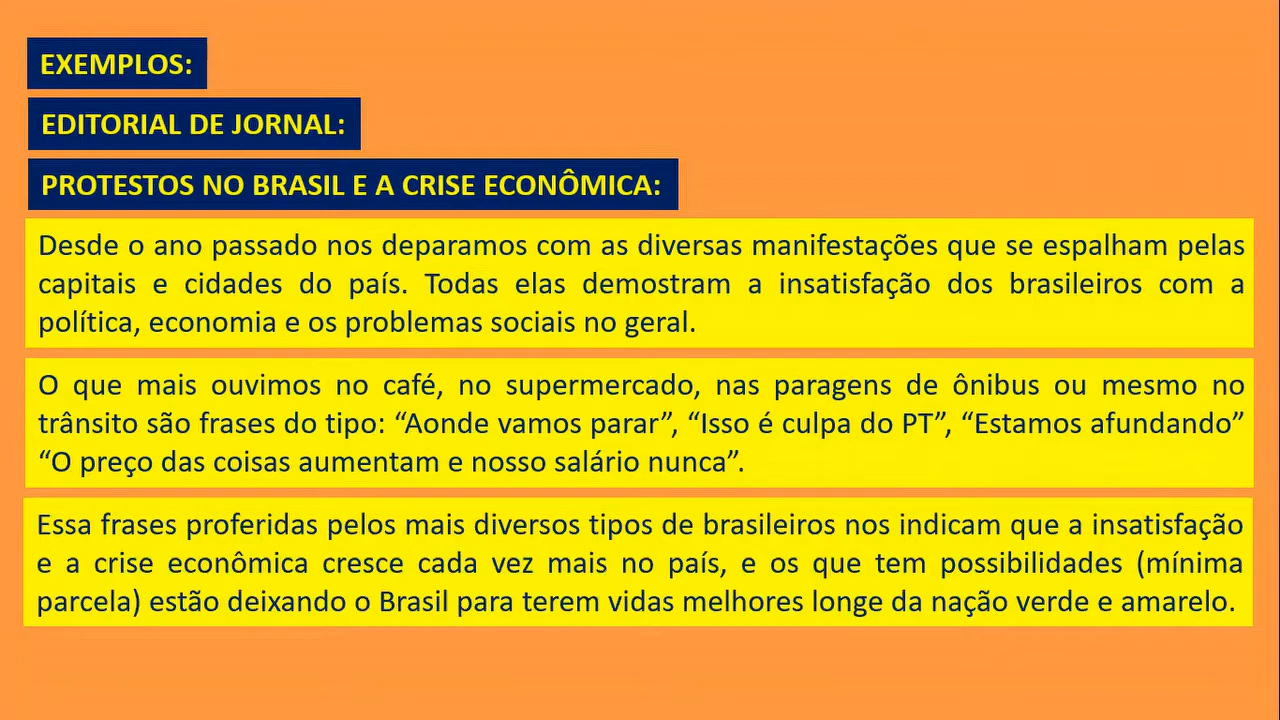 EXEMPLOS:
EDITORIAL DE JORNAL:
PROTESTOS NO BRASIL E A CRISE ECONÔMICA:
Desde o ano passado nos deparamos com as diversas manifestações que se espalham pelas
capitais e cidades do país. Todas elas demostram a insatisfação dos brasileiros com a
política, economia e os problemas sociais no geral.
O que mais ouvimos no café, no supermercado, nas paragens de ônibus ou mesmo no
trânsito são frases do tipo: “Aonde vamos parar”, “Isso é culpa do PT”, “Estamos afundando”
“O preço das coisas aumentam e nosso salário nunca”.
Essa frases proferidas pelos mais diversos tipos de brasileiros nos indicam que a insatisfação
e a crise econômica cresce cada vez mais no país, e os que tem possibilidades (mínima
parcela) estão deixando o Brasil para terem vidas melhores longe da nação verde e amarelo.